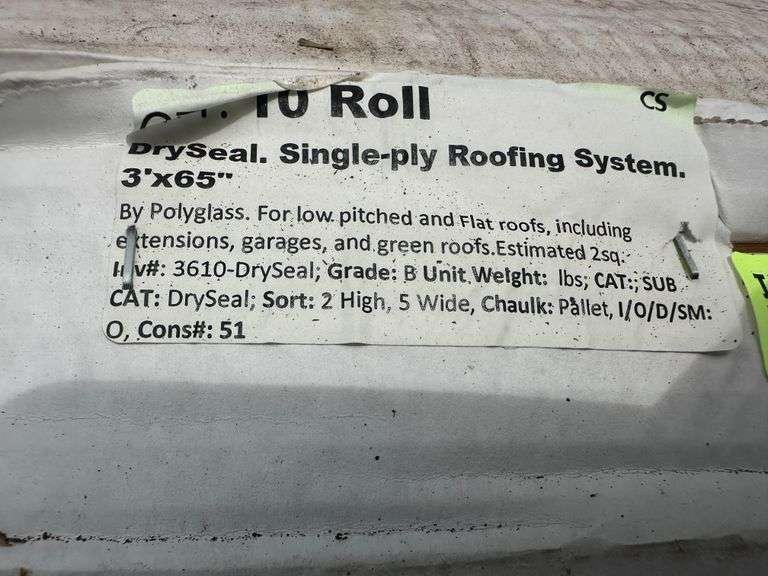 10 Roll
CS
DrySeal. Single-ply Roofing System.
3'x65"
By Polyglass. For low pitched and Flat roofs, including
extensions, garages, and green roofs.Estimated 2sq.
Inv#: 3610-DrySeal; Grade: B Unit Weight: lbs; CAT:; SUB
CAT: DrySeal; Sort: 2 High, 5 Wide, Chaulk: Pallet, I/O/D/SM:
O, Cons#: 51